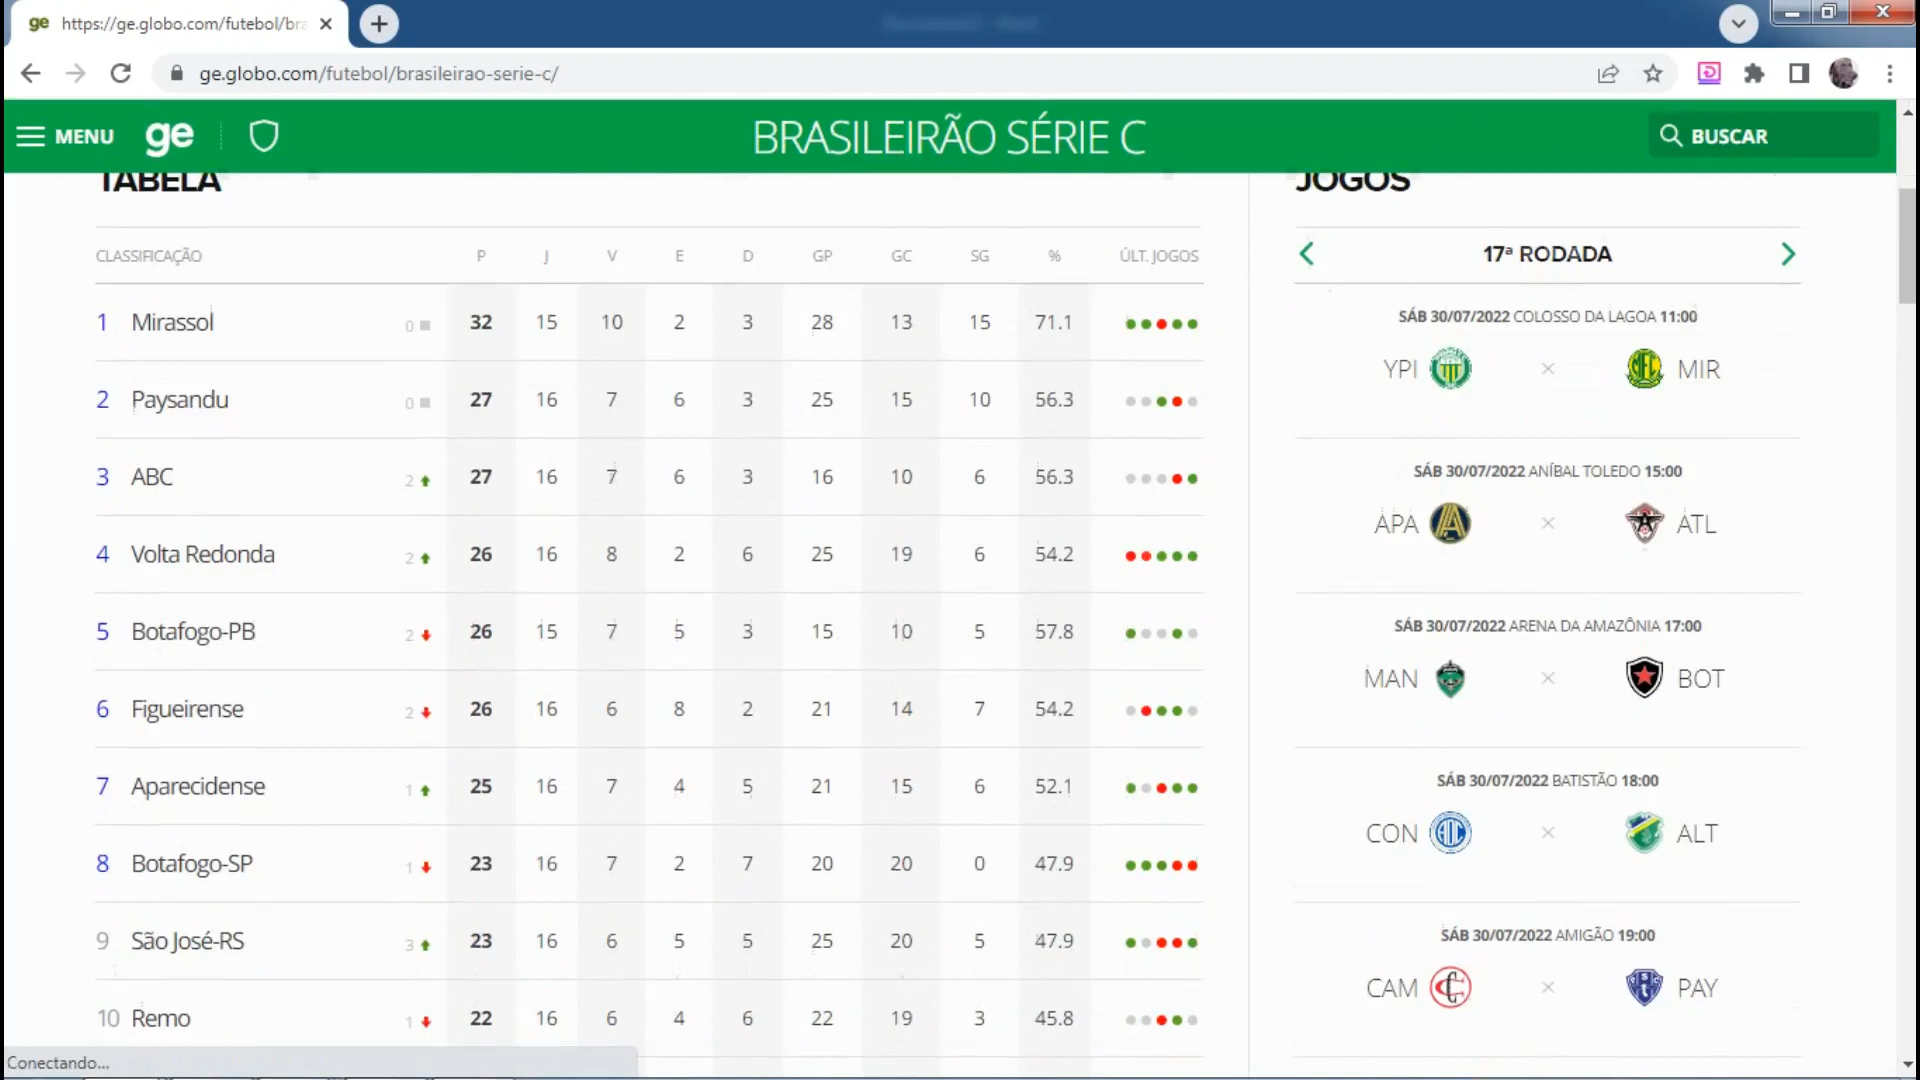 ge https://ge.globo.com/futebol/bra
ge.globo.com/futebol/brasileirao-serie-c/
MENU ge BRASILEIRÃO SÉRIE C BUSCAR
TABELA
CLASSIFICAÇÃO P J V E D GP GC SG % ÚLT. JOGOS
1 Mirassol 0 32 15 10 2 3 28 13 15 71.1
2 Paysandu 0 27 16 7 6 3 25 15 10 56.3
3 ABC 2 27 16 7 6 3 16 10 6 56.3
4 Volta Redonda 2 26 16 8 2 6 25 19 6 54.2
5 Botafogo-PB 2 26 15 7 5 3 15 10 5 57.8
6 Figueirense 2 26 16 6 8 2 21 14 7 54.2
7 Aparecidense 1 25 16 7 4 5 21 15 6 52.1
8 Botafogo-SP 1 23 16 7 2 7 20 20 0 47.9
9 São José-RS 3 23 16 6 5 5 25 20 5 47.9
10 Remo 1 22 16 6 4 6 22 19 3 45.8
JOGOS
17ª RODADA
SÁB 30/07/2022 COLOSSO DA LAGOA 11:00
YPI × MIR
SÁB 30/07/2022 ANÍBAL TOLEDO 15:00
APA × ATL
SÁB 30/07/2022 ARENA DA AMAZÔNIA 17:00
MAN × BOT
SÁB 30/07/2022 BATISTÃO 18:00
CON × ALT
SÁB 30/07/2022 AMIGÃO 19:00
CAM × PAY
Conectando...